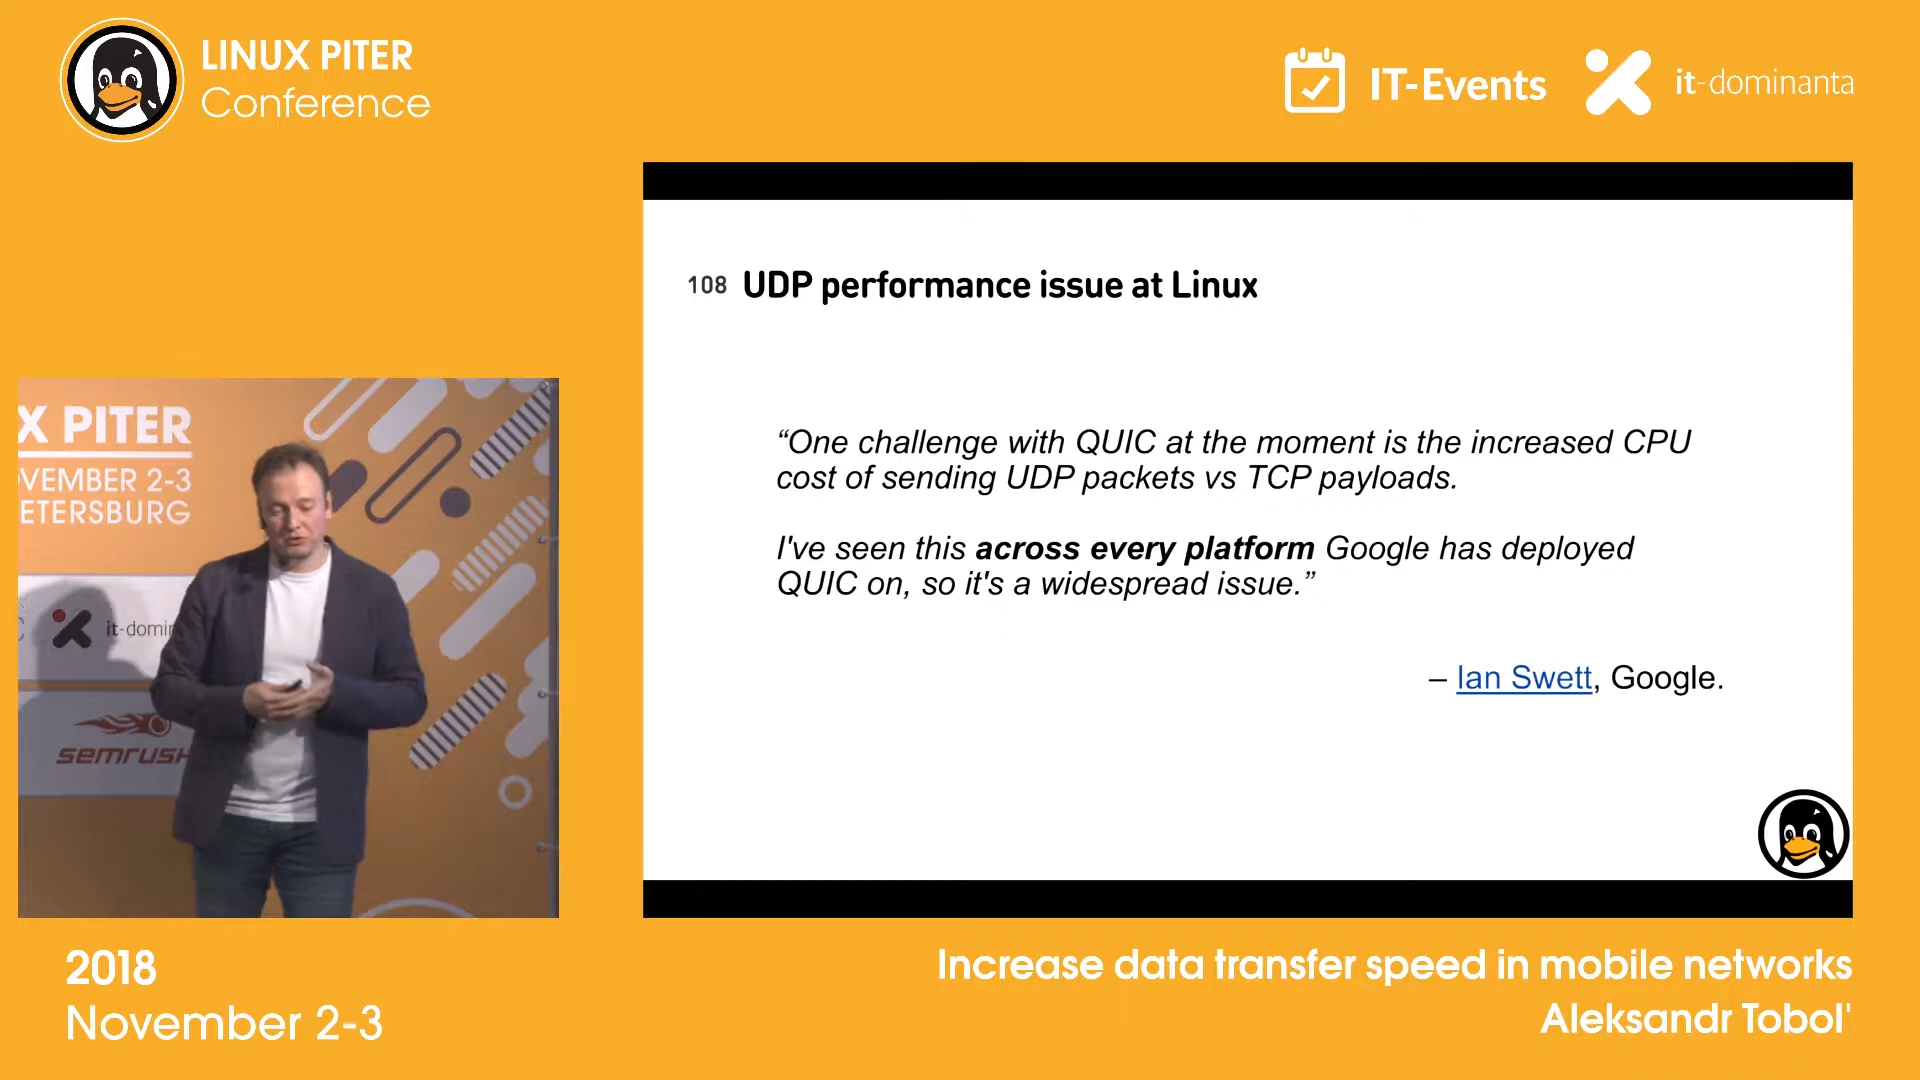 LINUX PITER
Conference
IT-Events
it-dominanta
108 UDP performance issue at Linux
“One challenge with QUIC at the moment is the increased CPU
cost of sending UDP packets vs TCP payloads.
I've seen this across every platform Google has deployed
QUIC on, so it's a widespread issue.”
– Ian Swett, Google.
X PITER
VEMBER 2-3
ETERSBURG
it-domin
semrush
2018
November 2-3
Increase data transfer speed in mobile networks
Aleksandr Tobol'